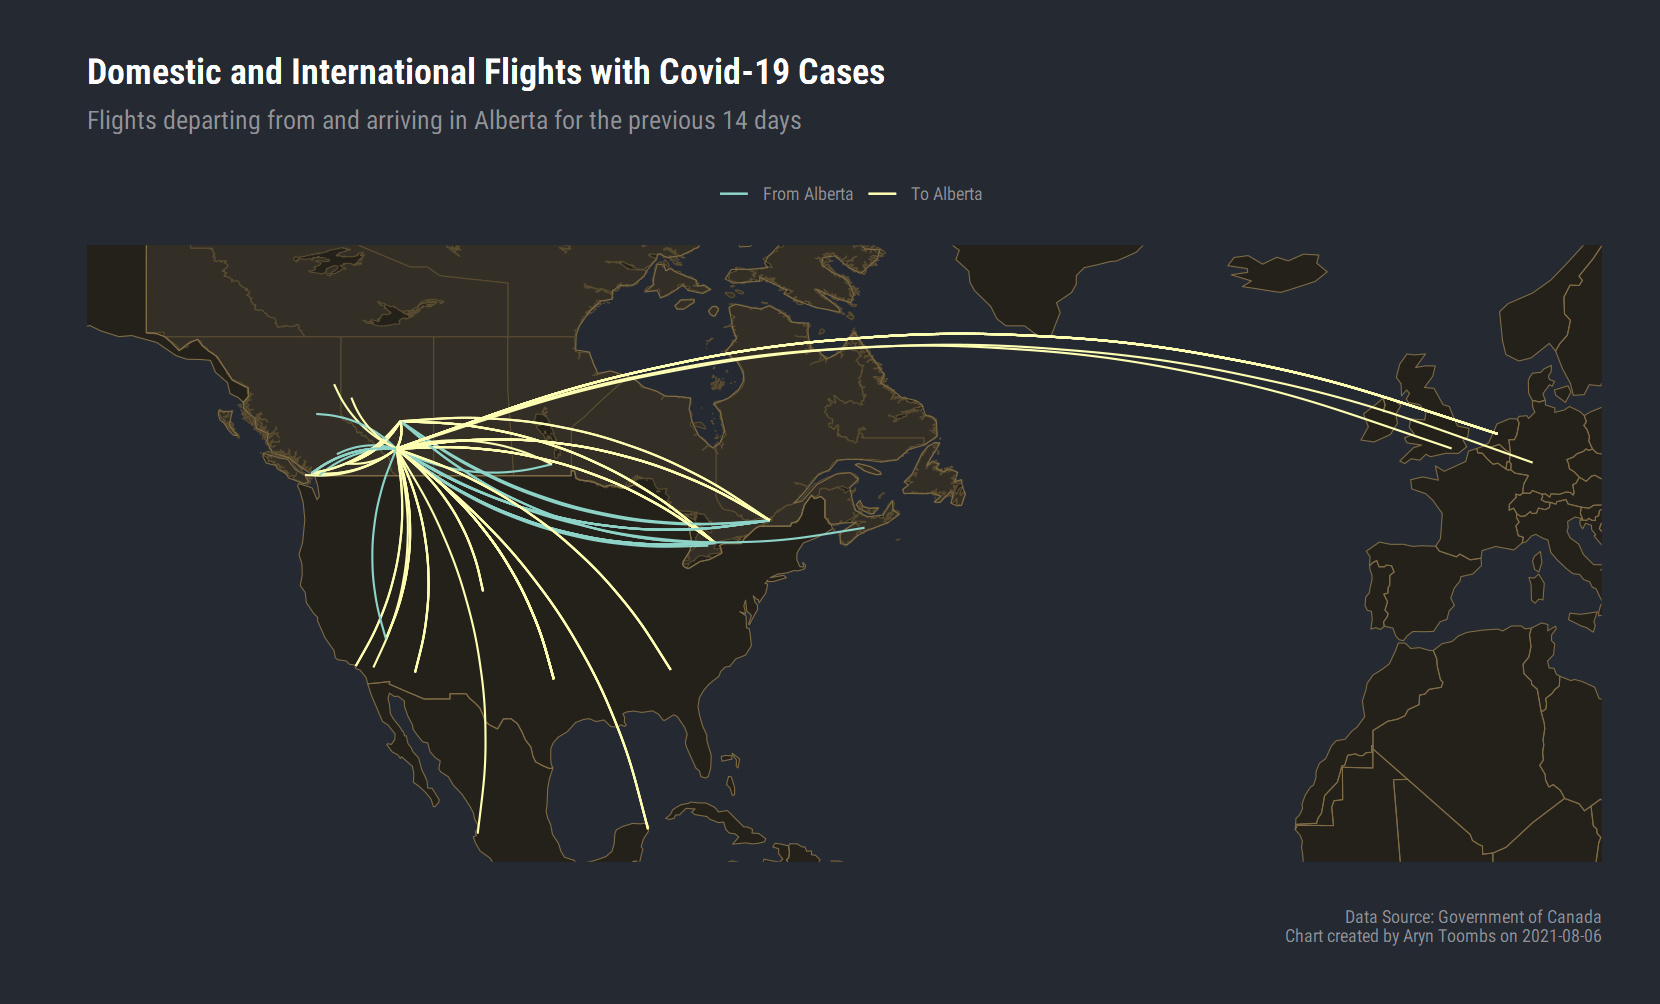 Domestic and International Flights with Covid-19 Cases
Flights departing from and arriving in Alberta for the previous 14 days
From Alberta To Alberta
Data Source: Government of Canada
Chart created by Aryn Toombs on 2021-08-06